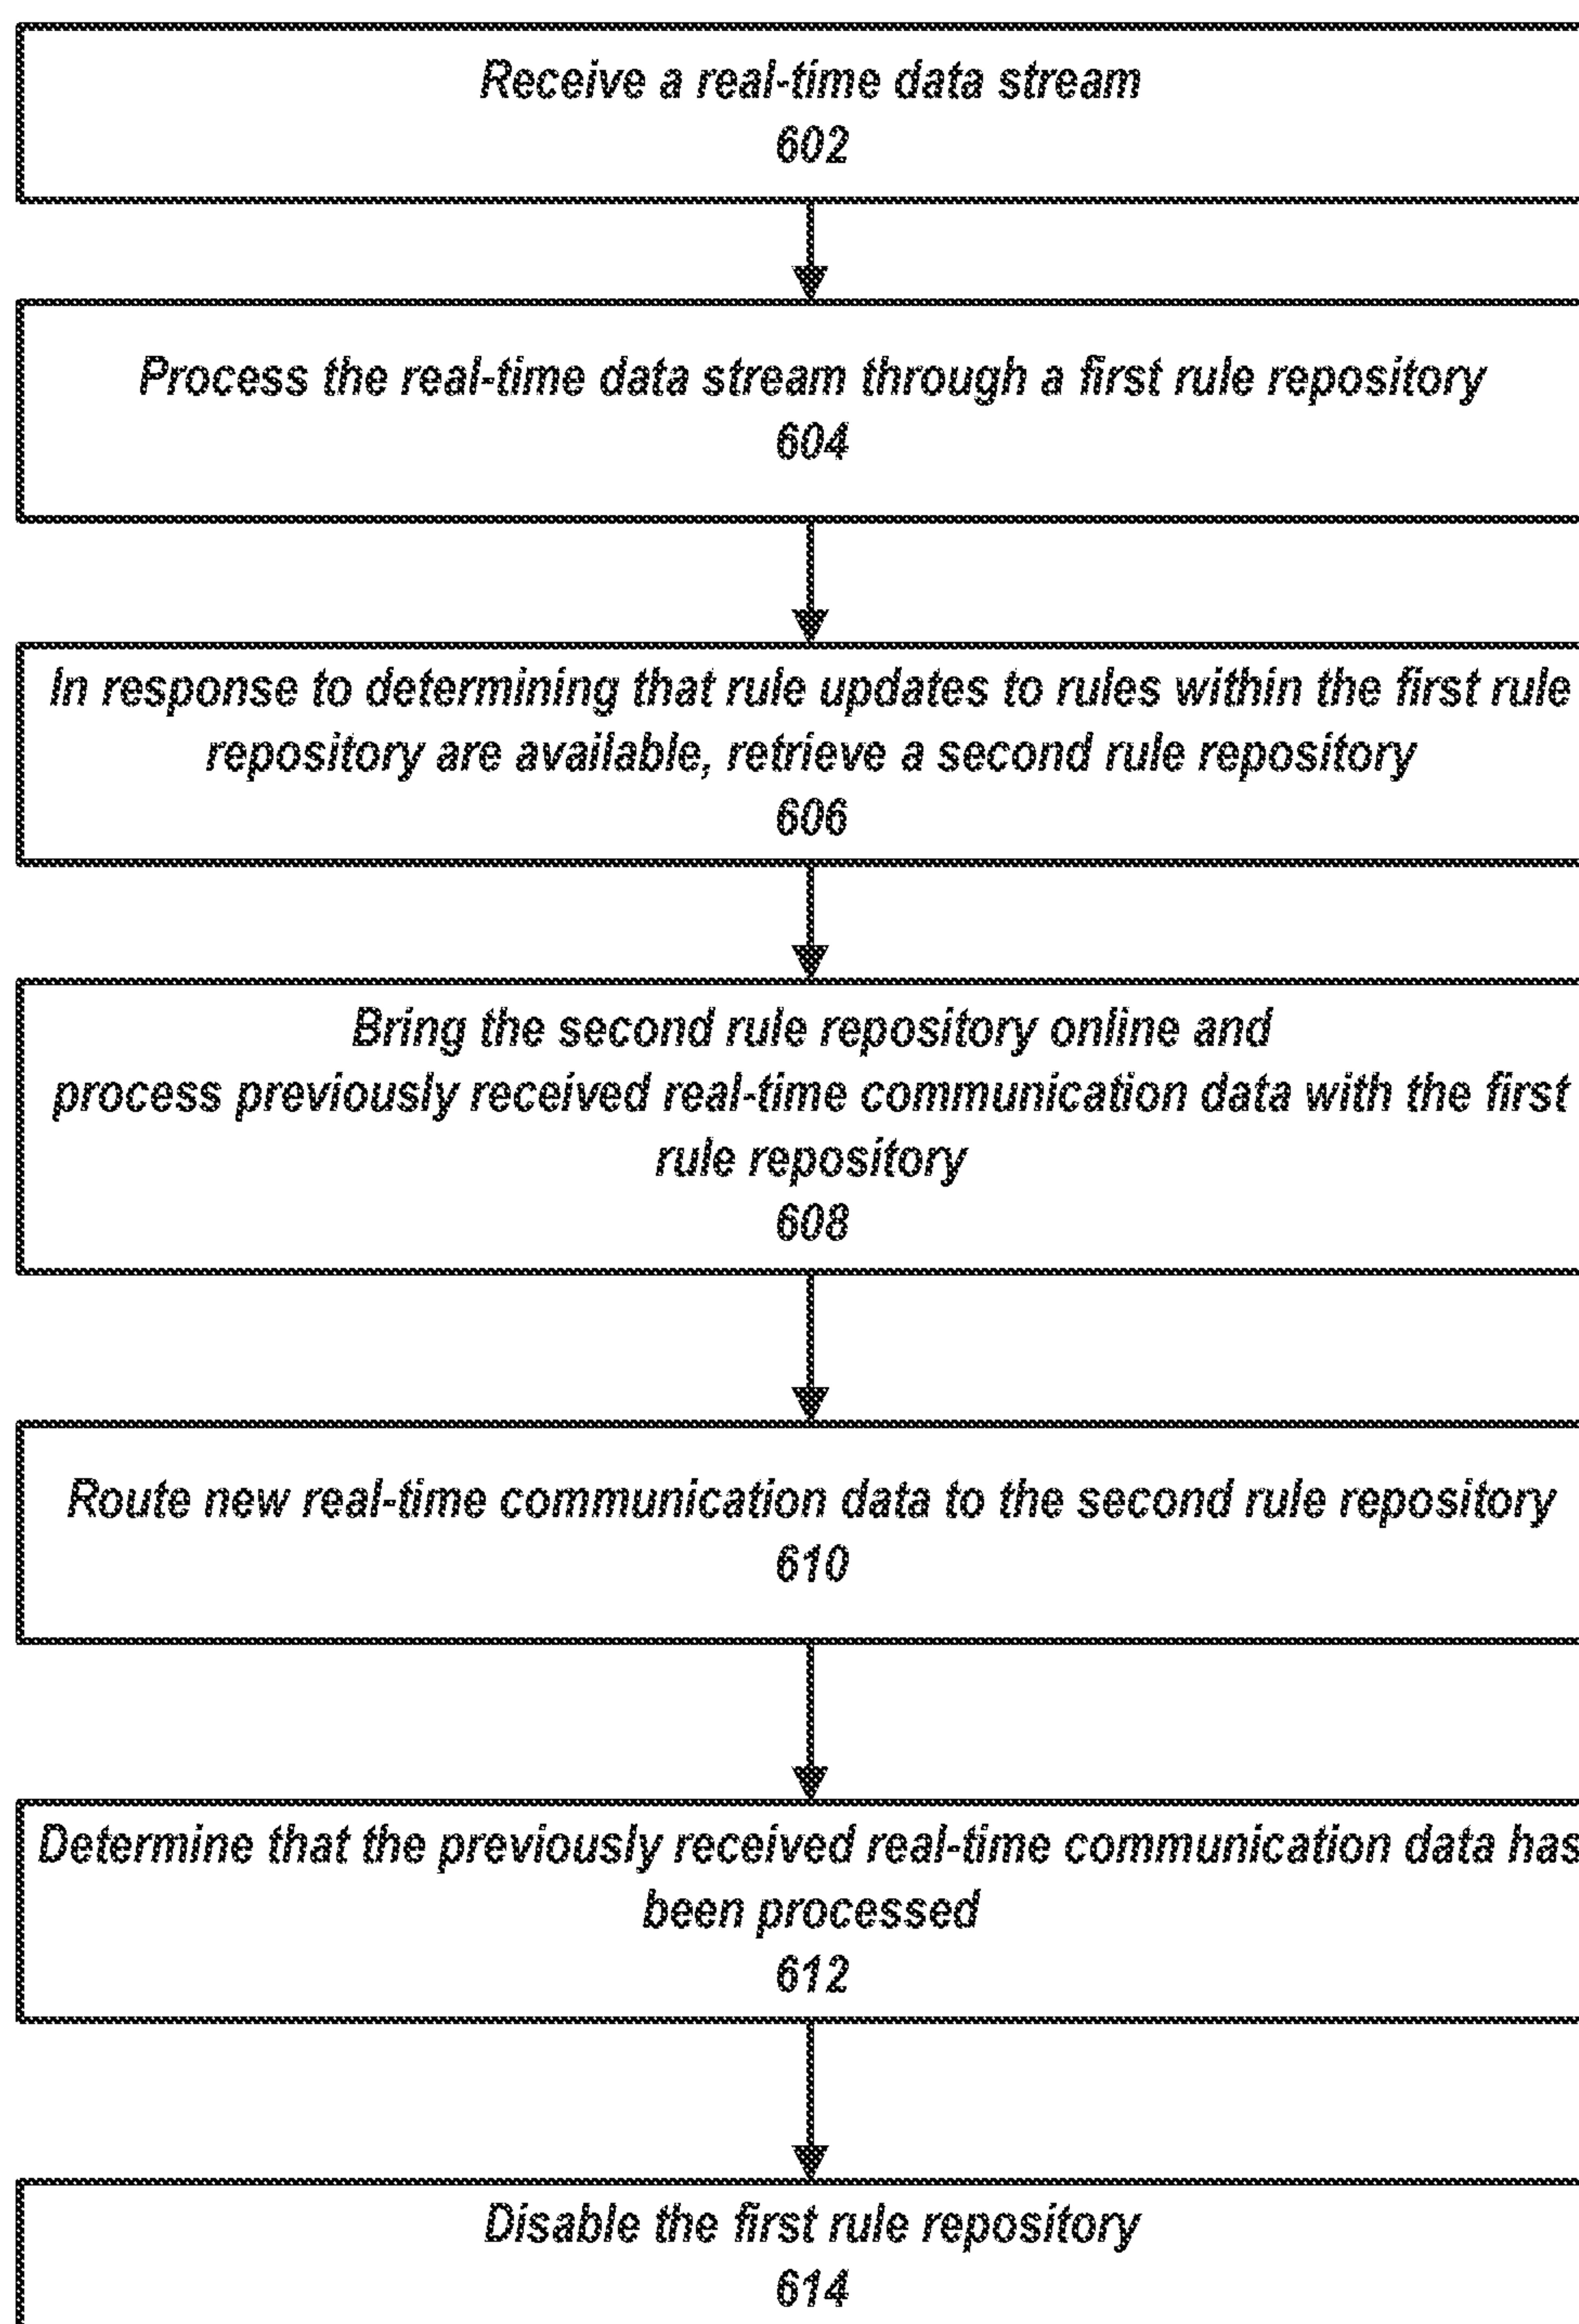 Receive a real-time data stream
602
Process the real-time data stream through a first rule repository
604
In response to determining that rule updates to rules within the first rule
repository are available, retrieve a second rule repository
606
Bring the second rule repository online and
process previously received real-time communication data with the first
rule repository
608
Route new real-time communication data to the second rule repository
610
Determine that the previously received real-time communication data has
been processed
612
Disable the first rule repository
614